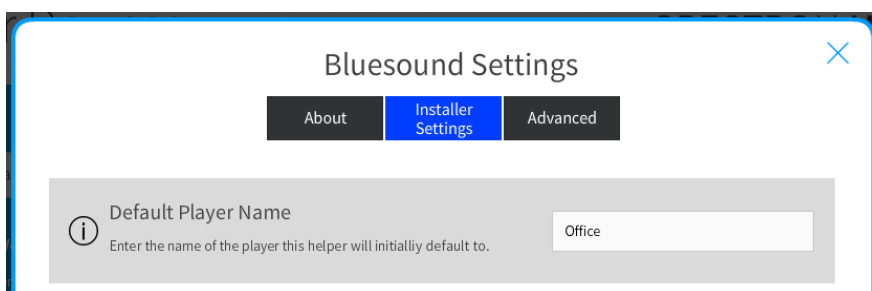 Bluesound Settings
About
Installer
Settings
Advanced
Default Player Name
Enter the name of the player this helper will initialliy default to.
Office